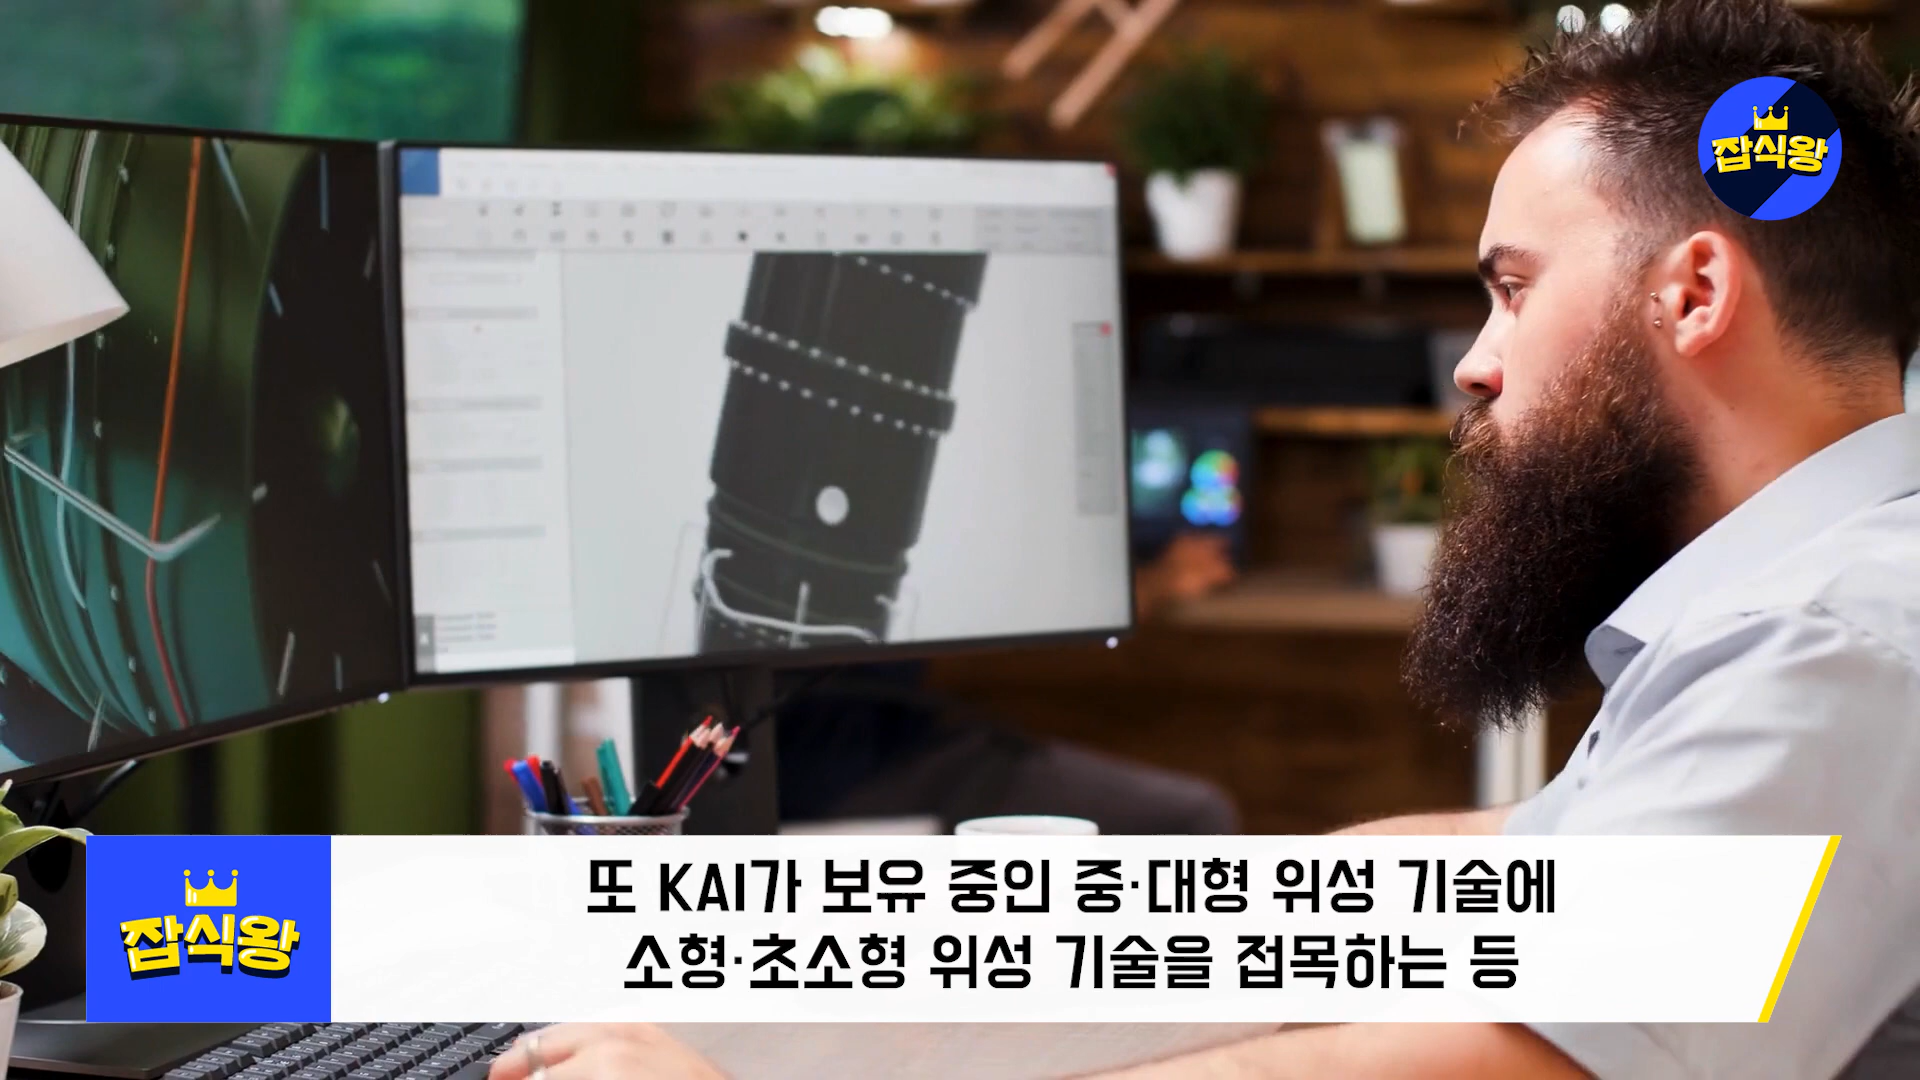 잡식왕
잡식왕
또 KAI가 보유 중인 중·대형 위성 기술에
소형·초소형 위성 기술을 접목하는 등